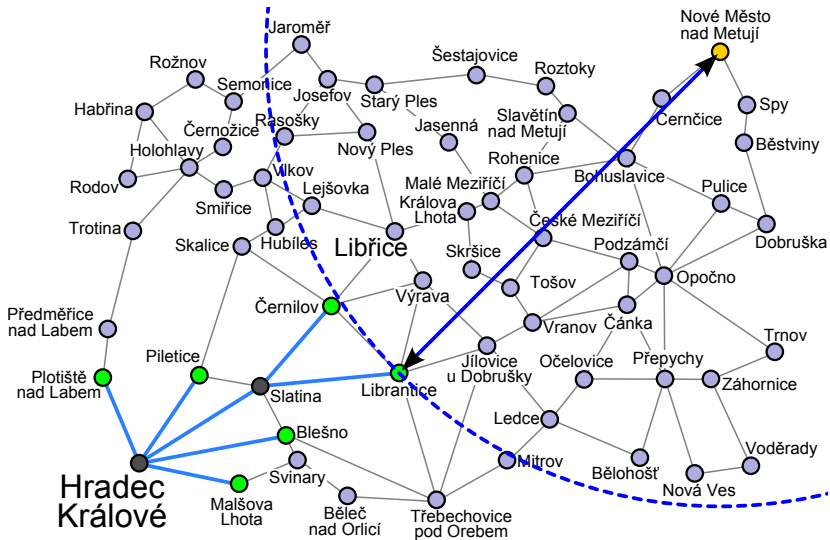 Jaroměř
Nové Město
nad Metují
Šestajovice
Rožnov
Semonice
Roztoky
Josefov
Starý Ples
Habřina
Cernčice
Spy
Slavětín
nad Metují
Rasošky
Černožice
Jasenná
Nový Ples
Běstviny
Holohlavy
Rohenice
Vlkov
Bohuslavice
Rodov
Lejšovka
Malé Meziříčí
Pulice
Smiřice
Králova
Lhota
Trotina
České Meziříčí
Hubíles
Libřice
Skalice
Podzámčí
Dobruška
Skršice
Opočno
Tošov
Výrava
Černilov
Předměřice
nad Labem
Vranov
Čánka
Trnov
Piletice
Jílovice
u Dobrušky
Očelovice
Přepychy
Plotiště
nad Labem
Slatina
Librantice
Záhornice
Ledce
Blešno
Voděrady
Mitrov
Bělohošť
Svinary
Nová Ves
Hradec
Králové
Malšova
Lhota
Běleč
nad Orlicí
Třebechovice
pod Orebem